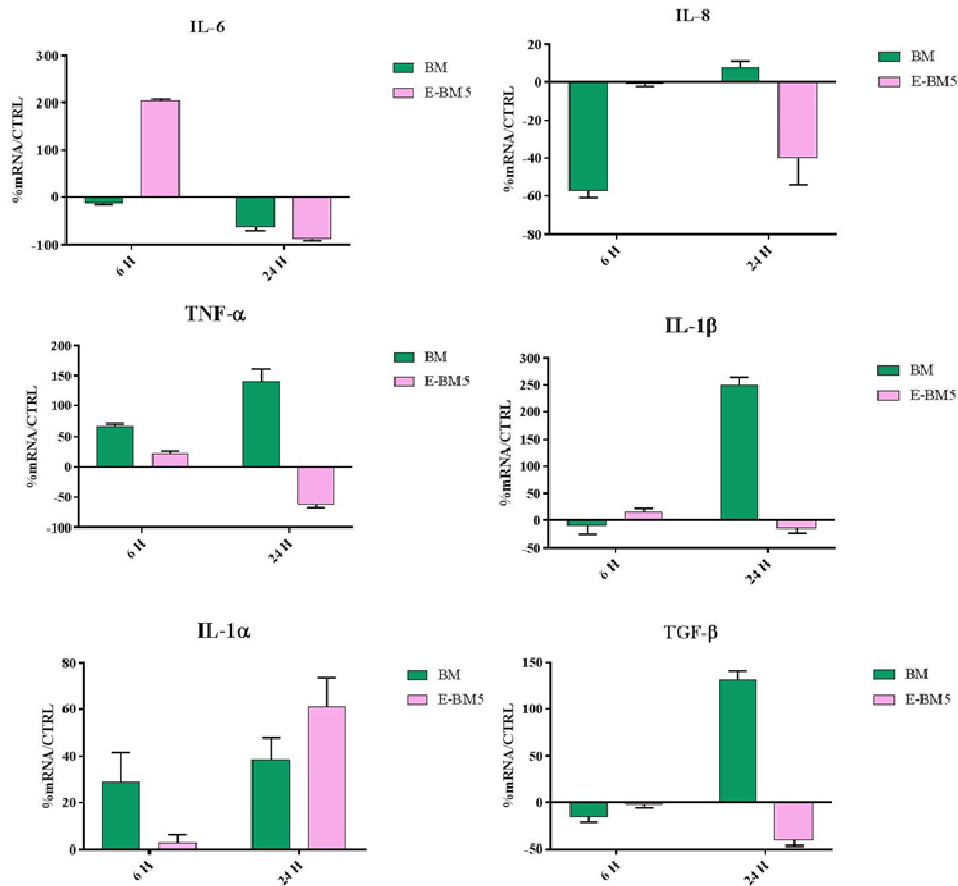 IL-6
300
200
100
0
-100
%mRNA/CTRL
6 H
24 H
BM
E-BM5
IL-8
20
0
-20
-40
-60
-80
%mRNA/CTRL
6 H
24 H
BM
E-BM5
TNF-α
200
150
100
50
0
-50
-100
%mRNA/CTRL
6 H
24 H
BM
E-BM5
IL-1β
300
250
200
150
100
50
0
-50
%mRNA/CTRL
6 H
24 H
BM
E-BM5
IL-1α
80
60
40
20
0
%mRNA/CTRL
6 H
24 H
BM
E-BM5
TGF-β
150
100
50
0
-50
%mRNA/CTRL
6 H
24 H
BM
E-BM5